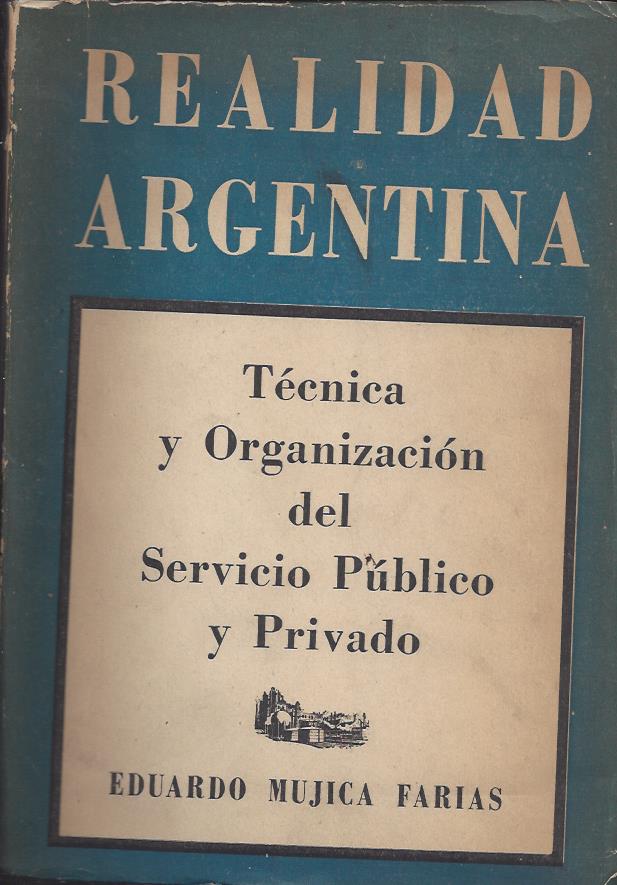 REALIDAD
ARGENTINA
Técnica
y Organización
del
Servicio Público
y Privado
EDUARDO MUJICA FARIAS